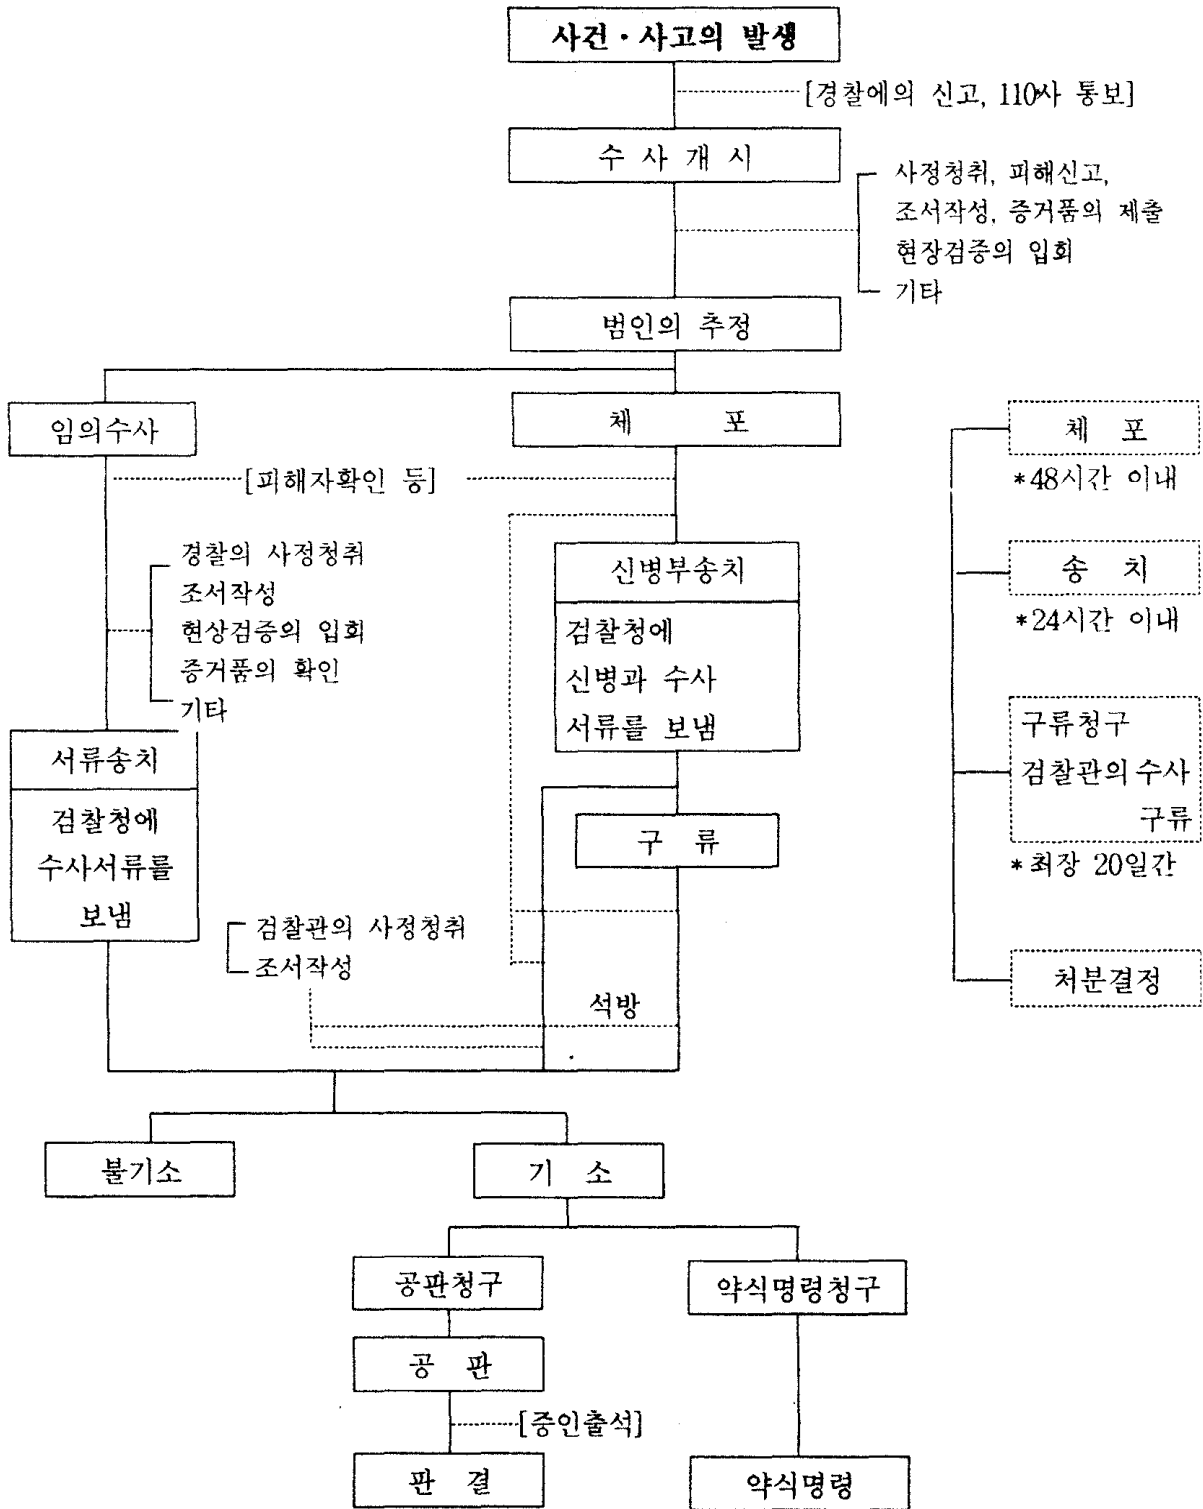 사건·사고의 발생
[경찰에의 신고, 110사 통보]
수 사 개 시
사정청취, 피해신고,
조서작성, 증거품의 제출
현장검증의 입회
기타
범인의 추정
임의수사
체 포
[피해자확인 등]
경찰의 사정청취
조서작성
현상검증의 입회
증거품의 확인
기타
신병부송치
검찰청에
신병과 수사
서류를 보냄
서류송치
검찰청에
수사서류를
보냄
구 류
검찰관의 사정청취
조서작성
석방
체 포
*48시간 이내
송 치
*24시간 이내
구류청구
검찰관의 수사
구류
*최장 20일간
처분결정
불기소
기 소
공판청구
약식명령청구
공 판
[증인출석]
판 결
약식명령